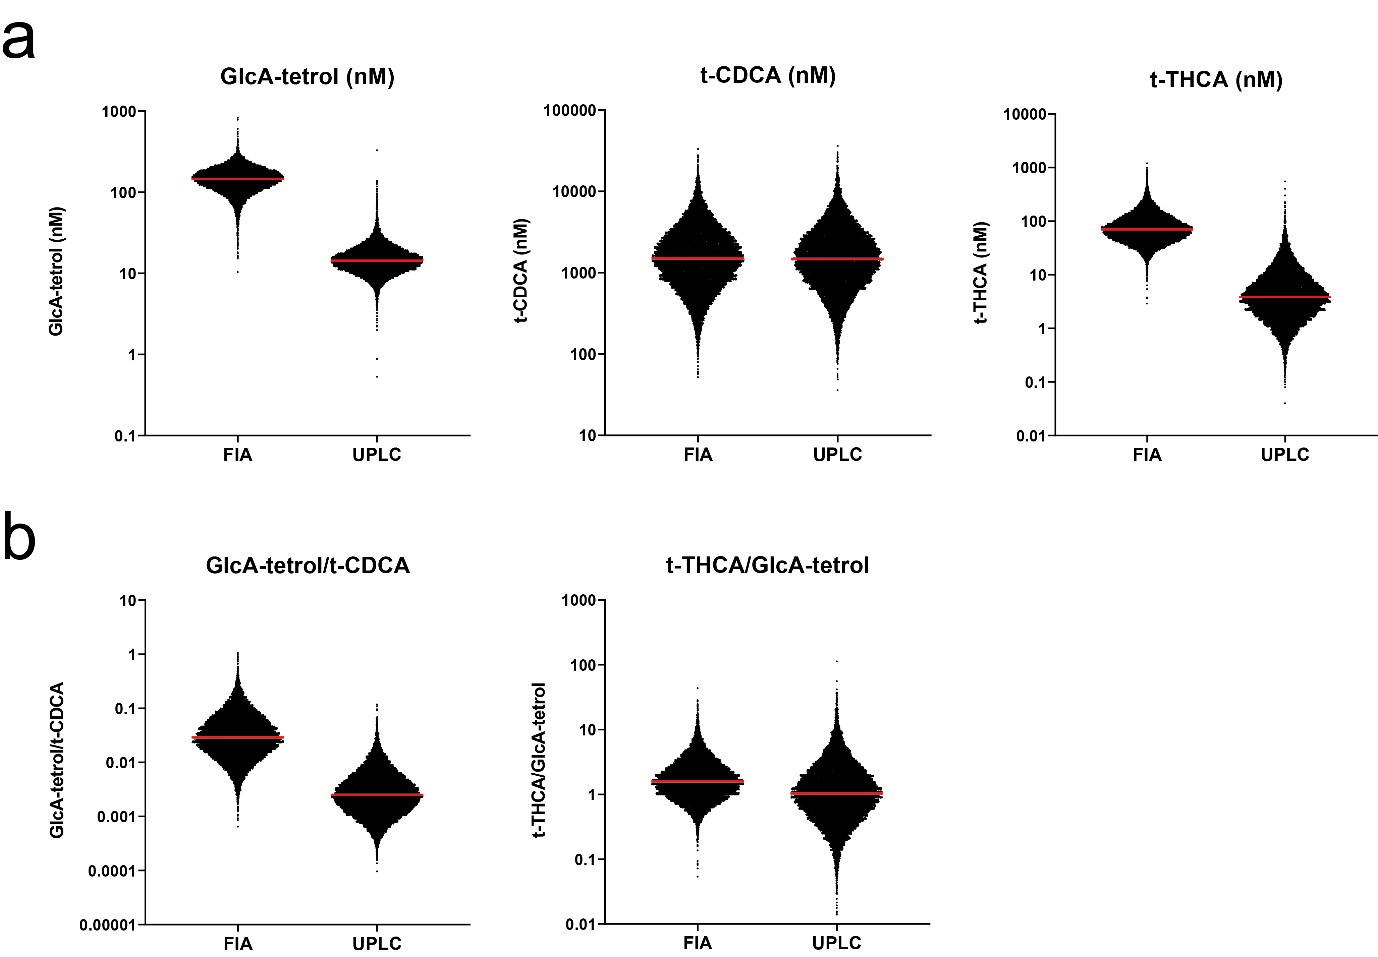 a
GlcA-tetrol (nM)
GlcA-tetrol (nM)
1000
100
10
1
0.1
FIA UPLC
t-CDCA (nM)
t-CDCA (nM)
100000
10000
1000
100
10
FIA UPLC
t-THCA (nM)
t-THCA (nM)
10000
1000
100
10
1
0.1
0.01
FIA UPLC
b
GlcA-tetrol/t-CDCA
GlcA-tetrol/t-CDCA
10
1
0.1
0.01
0.001
0.0001
0.00001
FIA UPLC
t-THCA/GlcA-tetrol
t-THCA/GlcA-tetrol
1000
100
10
1
0.1
0.01
FIA UPLC